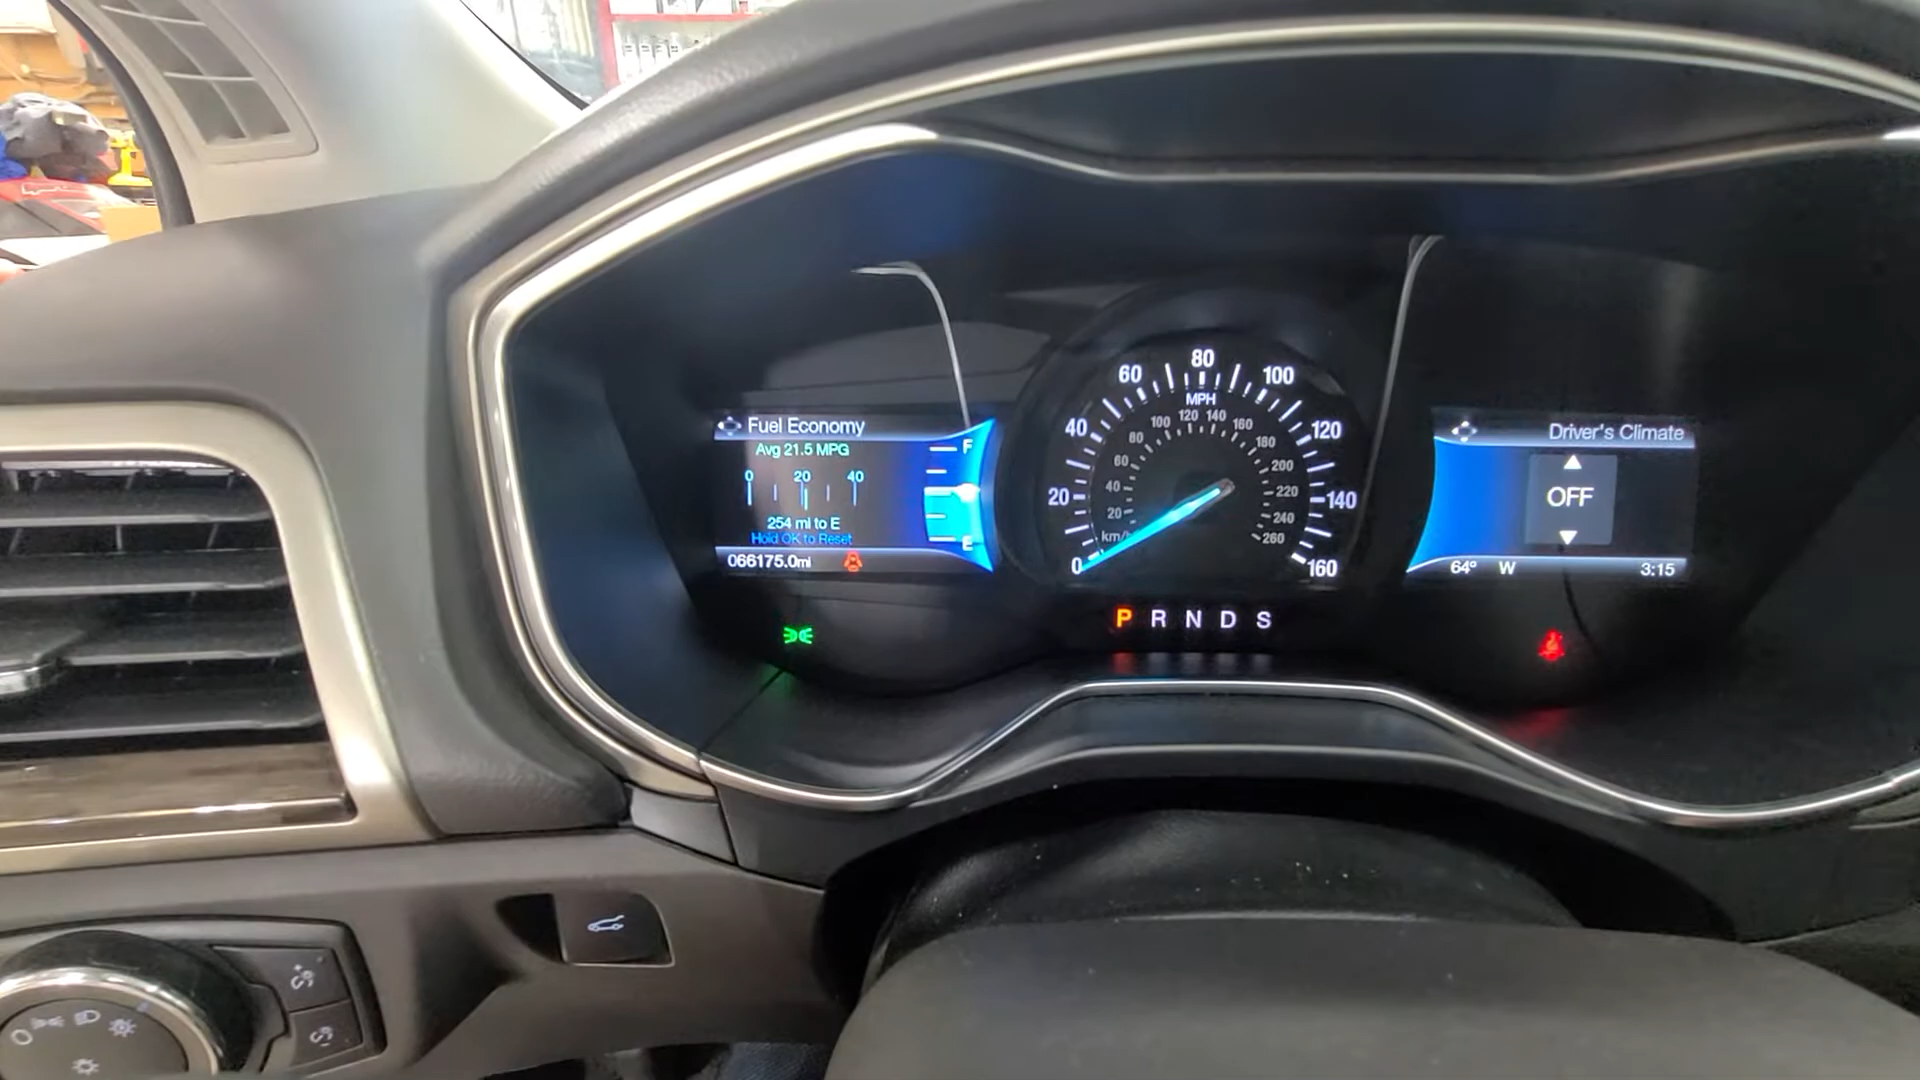 Fuel Economy
Avg 21.5 MPG
0 20 40
254 mi to E
Hold OK to Reset
066175.0mi
F
E
0 20 40 60 80 100 120 140 160
MPH
20 40 60 80 100 120 140 160 180 200 220 240 260
km/h
P R N D S
Driver's Climate
OFF
64° W 3:15